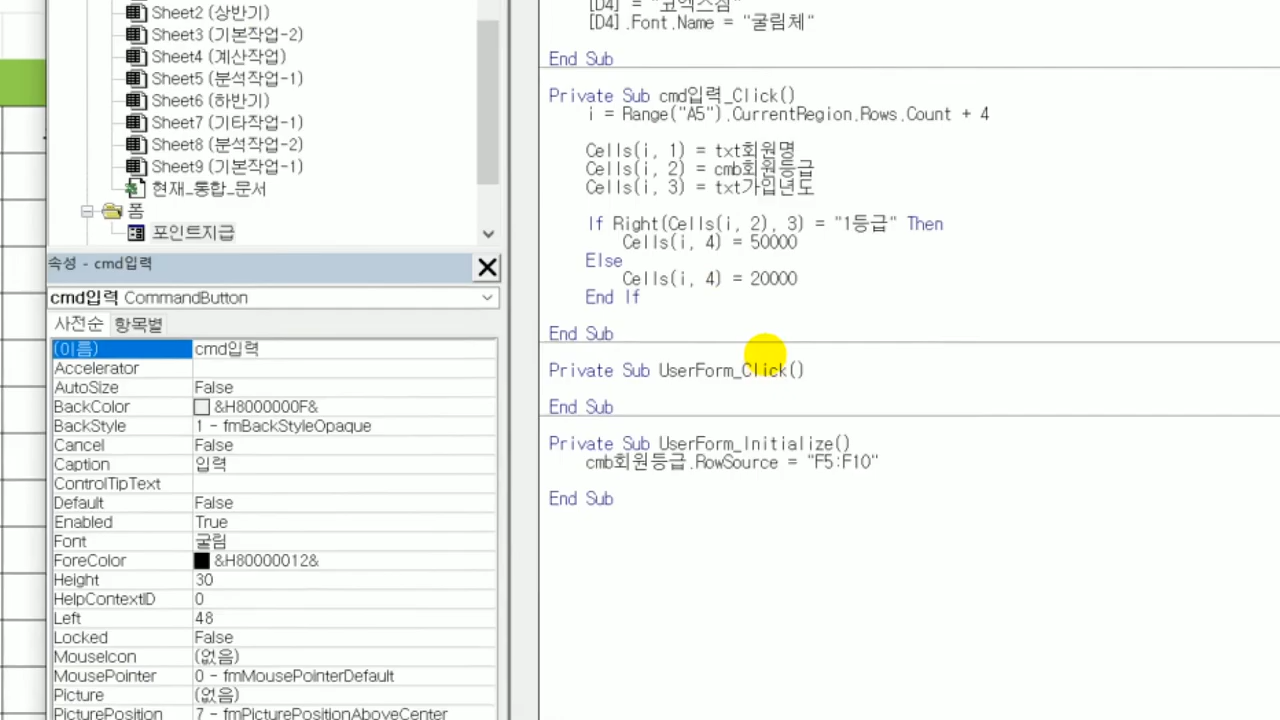 Sheet2 (상반기)
Sheet3 (기본작업-2)
Sheet4 (계산작업)
Sheet5 (분석작업-1)
Sheet6 (하반기)
Sheet7 (기타작업-1)
Sheet8 (분석작업-2)
Sheet9 (기본작업-1)
현재_통합_문서
폼
포인트지급
속성 - cmd입력
cmd입력 CommandButton
사전순 항목별
(이름) cmd입력
Accelerator
AutoSize False
BackColor &H8000000F&
BackStyle 1 - fmBackStyleOpaque
Cancel False
Caption 입력
ControlTipText
Default False
Enabled True
Font 굴림
ForeColor &H80000012&
Height 30
HelpContextID 0
Left 48
Locked False
MouseIcon (없음)
MousePointer 0 - fmMousePointerDefault
Picture (없음)
PicturePosition 7 - fmPicturePositionAboveCenter
[D4] = "코엑스점"
[D4].Font.Name = "굴림체"
End Sub
Private Sub cmd입력_Click()
i = Range("A5").CurrentRegion.Rows.Count + 4
Cells(i, 1) = txt회원명
Cells(i, 2) = cmb회원등급
Cells(i, 3) = txt가입년도
If Right(Cells(i, 2), 3) = "1등급" Then
Cells(i, 4) = 50000
Else
Cells(i, 4) = 20000
End If
End Sub
Private Sub UserForm_Click()
End Sub
Private Sub UserForm_Initialize()
cmb회원등급.RowSource = "F5:F10"
End Sub